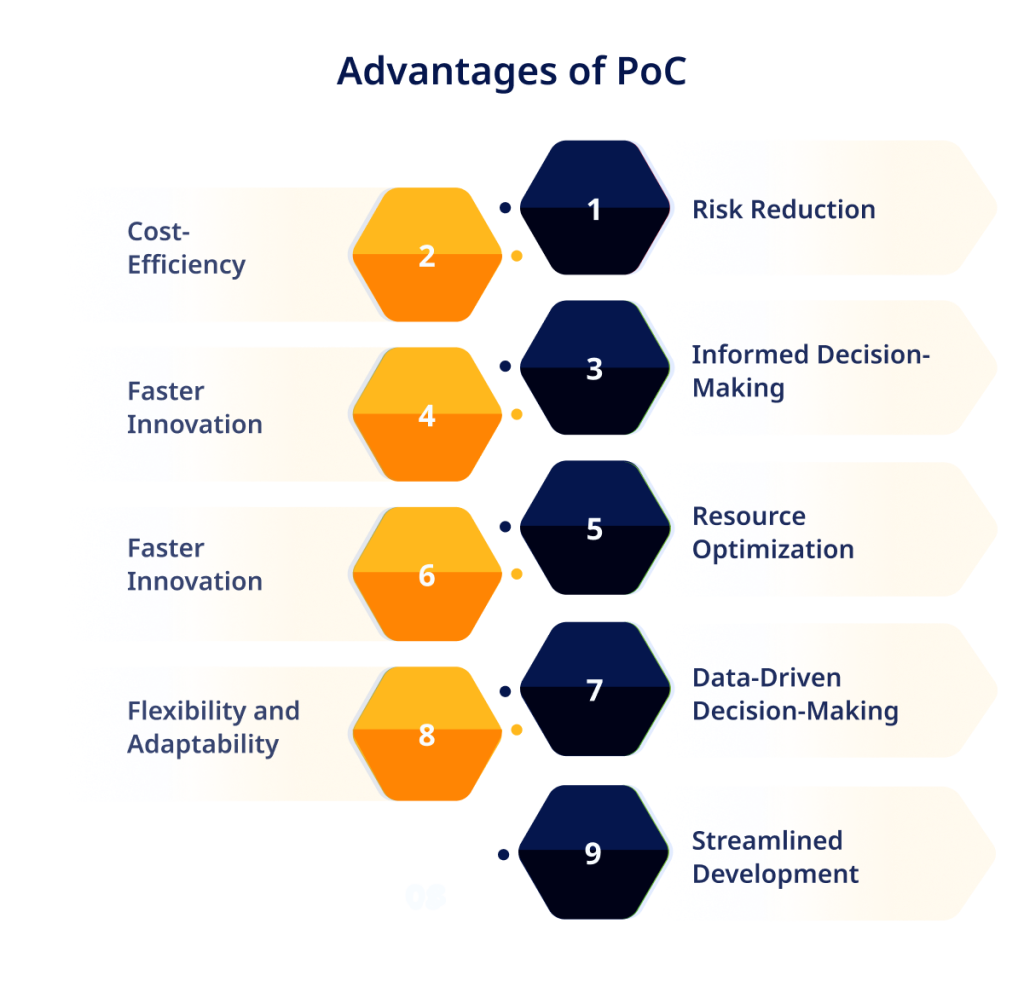 Advantages of PoC
1
Risk Reduction
2
Cost-
Efficiency
3
Informed Decision-
Making
4
Faster
Innovation
5
Resource
Optimization
6
Faster
Innovation
7
Data-Driven
Decision-Making
8
Flexibility and
Adaptability
9
Streamlined
Development